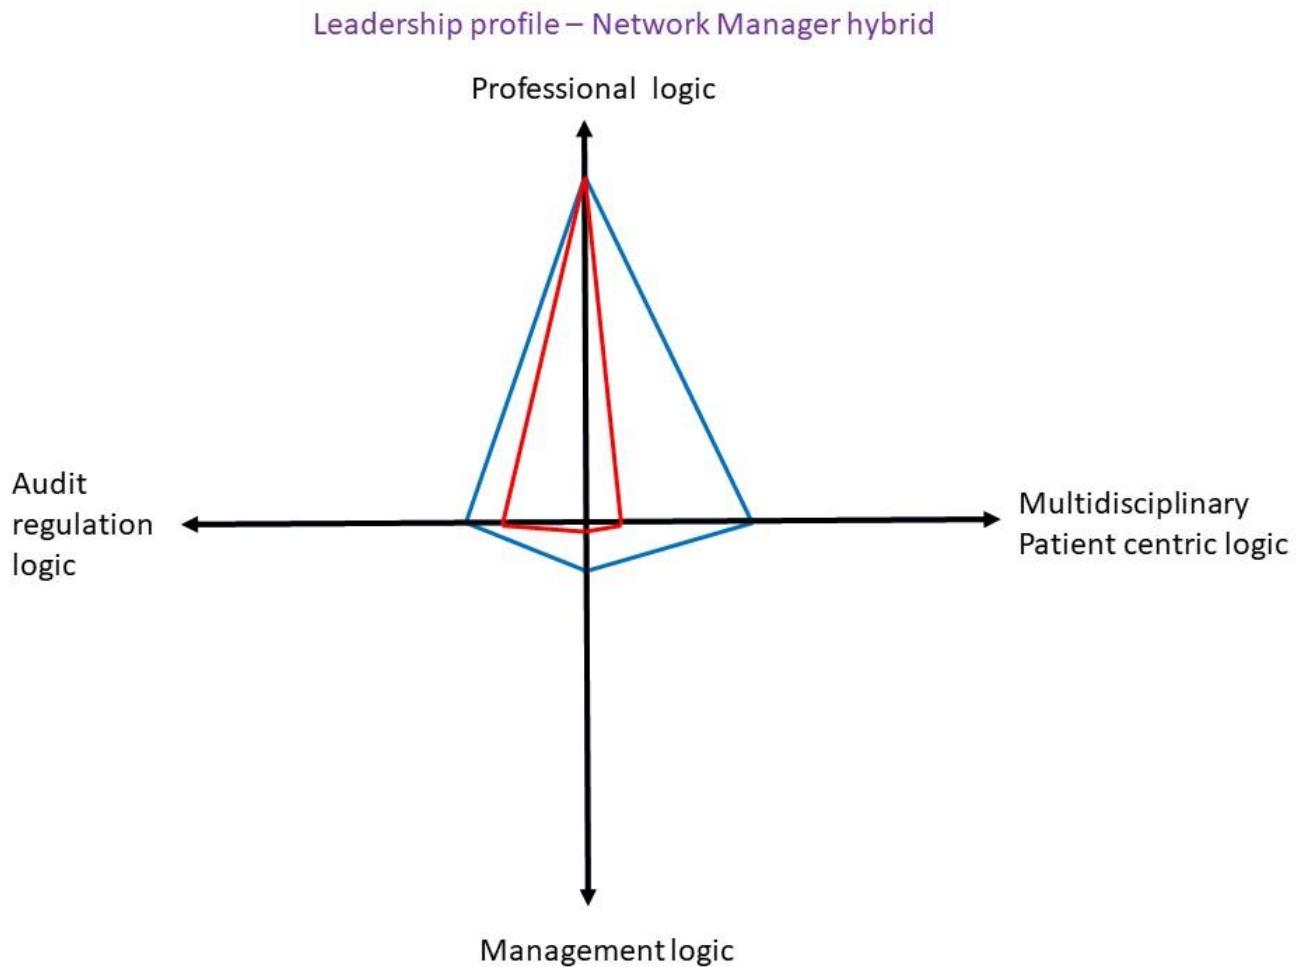 Leadership profile – Network Manager hybrid
Professional logic
Audit
regulation
logic
Multidisciplinary
Patient centric logic
Management logic